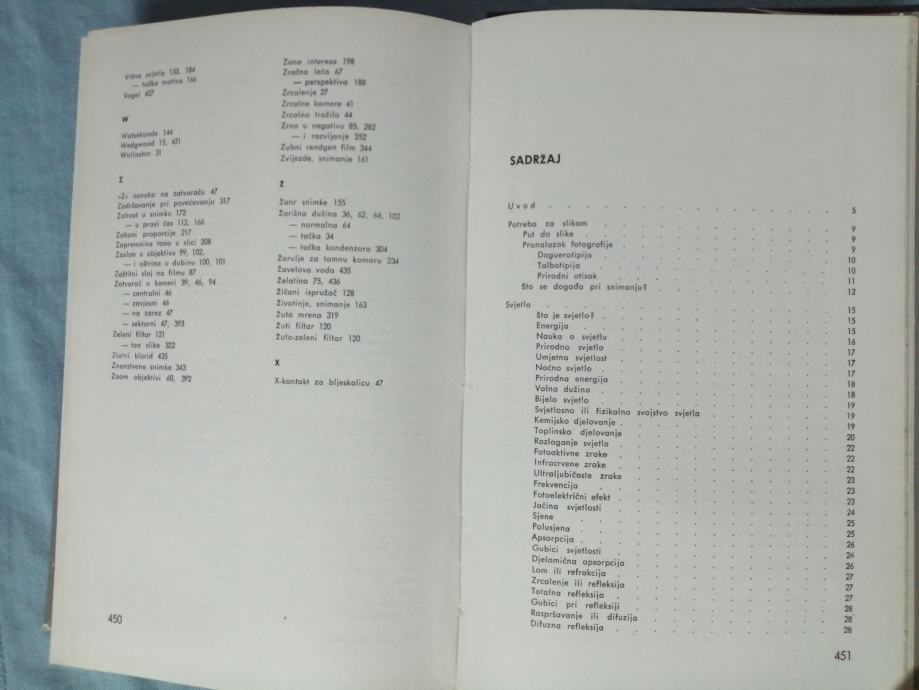 Vršna svjetla 133, 184
— tačka motiva 166
Vogel 427
W
Watsekunde 144
Wedgwood 15, 421
Wollaston 31
Z
»Z« oznaka na zatvaraču 47
Zadržavanje pri povećavanju 317
Zahvat u snimku 172
— u pravi čas 112, 166
Zakoni proporcije 217
Zapremnina tona u slici 208
Zaslon u objektivu 99, 102,
— i oštrina u dubinu 100, 101
Zaštitni sloj na filmu 87
Zatvarač u kameri 39, 46, 94
— centralni 46
— zavjesni 46
— na zarez 47
— sektorni 47, 393
Zeleni filtar 121
— ton slike 322
Zlatni klorid 435
Znanstvene snimke 343
Zoom objektivi 60, 392
Zona interesa 198
Zračna leća 67
— perspektiva 188
Zrcalenje 27
Zrcalne kamere 41
Zrcalno tražilo 44
Zrno u negativu 85, 282
— i razvijanje 252
Zubni rendgen film 344
Zvijezde, snimanje 161
Ž
Žanr snimke 155
Žarišna dužina 36, 62, 64, 102
— normalna 64
— tačka 34
— tačka kondenzora 304
Žarulje za tamnu komoru 234
Žavelova voda 435
Želatina 75, 436
Žičani ispružač 128
Životinje, snimanje 163
Žuta mrena 319
Žuti filtar 120
Žuto-zeleni filtar 120
X
X-kontakt za bljeskalicu 47
450
SADRŽAJ
Uvod . . . . . . . . . . 5
Potreba za slikom . . . . . . . . . . 9
Put do slike . . . . . . . . . . 9
Pronalazak fotografije . . . . . . . . . . 9
Daguerotipija . . . . . . . . . . 10
Talbatipija . . . . . . . . . . 10
Prirodni otisak . . . . . . . . . . 11
Što se događa pri snimanju? . . . . . . . . . . 12
Svjetlo . . . . . . . . . . 15
Što je svjetlo? . . . . . . . . . . 15
Energija . . . . . . . . . . 15
Nauka o svjetlu . . . . . . . . . . 16
Prirodno svjetlo . . . . . . . . . . 17
Umjetna svjetlost . . . . . . . . . . 17
Noćno svjetlo . . . . . . . . . . 17
Prirodna energija . . . . . . . . . . 18
Valna dužina . . . . . . . . . . 18
Bijelo svjetlo . . . . . . . . . . 19
Svjetlosno ili fizikalno svojstvo svjetla . . . . . . . . . . 19
Kemijsko djelovanje . . . . . . . . . . 19
Toplinsko djelovanje . . . . . . . . . . 20
Razlaganje svjetla . . . . . . . . . . 22
Fotoaktivne zrake . . . . . . . . . . 22
Infracrvene zrake . . . . . . . . . . 22
Ultraljubičaste zrake . . . . . . . . . . 23
Frekvencija . . . . . . . . . . 23
Fotoelektrični efekt . . . . . . . . . . 23
Jačina svjetlosti . . . . . . . . . . 24
Sjene . . . . . . . . . . 25
Polusjena . . . . . . . . . . 25
Apsorpcija . . . . . . . . . . 26
Gubici svjetlosti . . . . . . . . . . 26
Djelomična apsorpcija . . . . . . . . . . 26
Lom ili refrakcija . . . . . . . . . . 27
Zrcalenje ili refleksija . . . . . . . . . . 27
Totalna refleksija . . . . . . . . . . 27
Gubici pri refleksiji . . . . . . . . . . 28
Raspršavanje ili difuzija . . . . . . . . . . 28
Difuzna refleksija . . . . . . . . . . 28
451